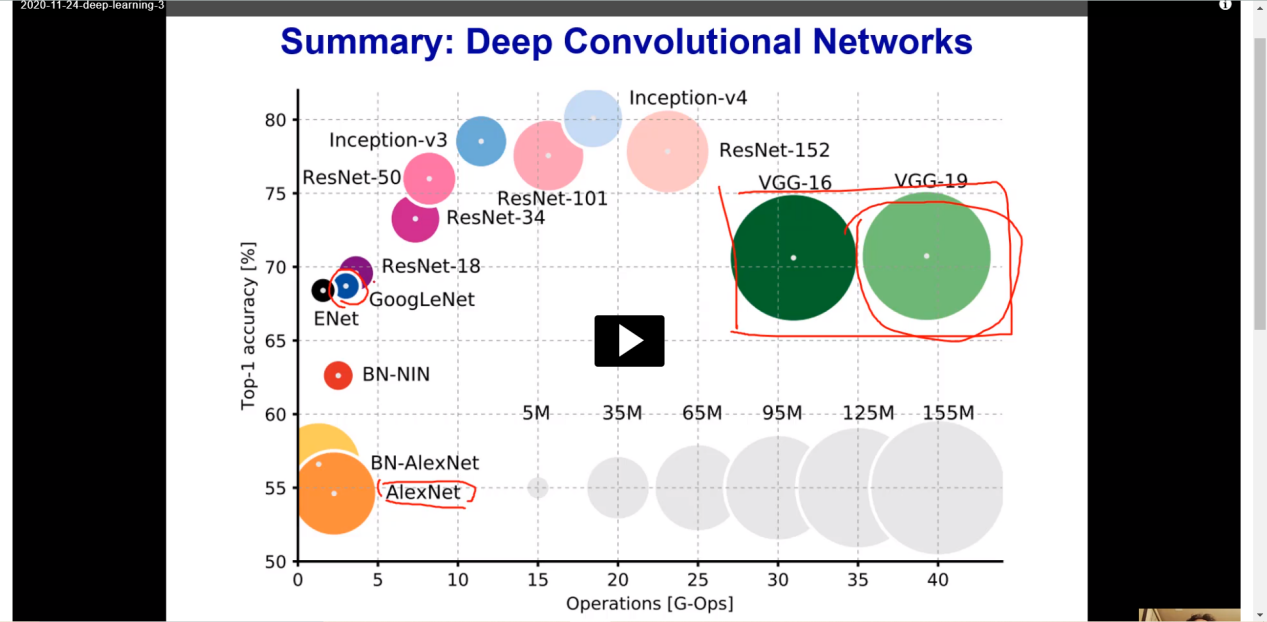 2020-11-24-deep-learning-3
Summary: Deep Convolutional Networks
Inception-v4
80
Inception-v3
ResNet-152
ResNet-50
VGG-16
VGG-19
75
ResNet-101
ResNet-34
Top-1 accuracy [%]
70
ResNet-18
GoogLeNet
ENet
65
BN-NIN
60
5M 35M 65M 95M 125M 155M
BN-AlexNet
55
AlexNet
50
0 5 10 15 20 25 30 35 40
Operations [G-Ops]